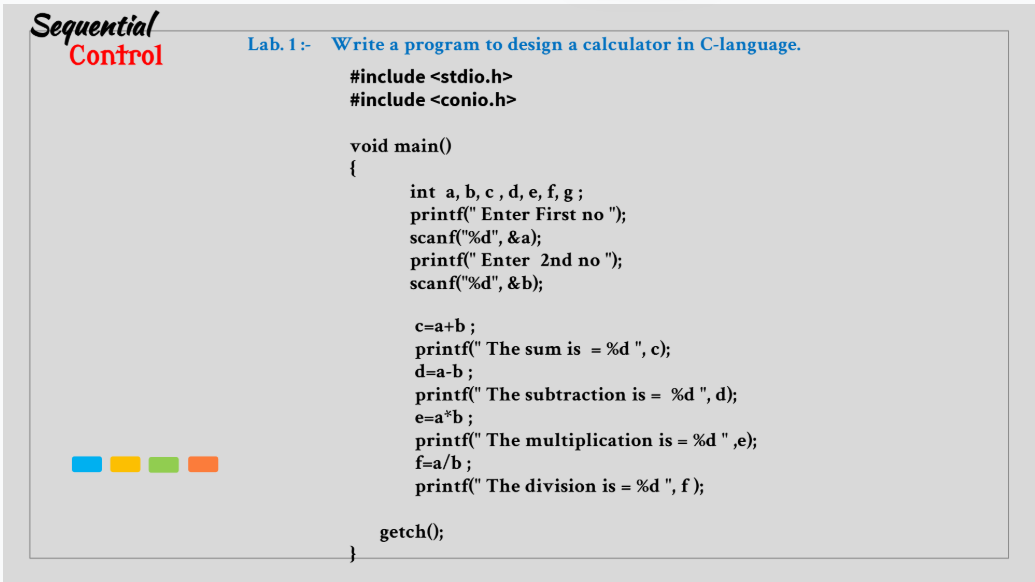 Sequential
Control
Lab. 1 :- Write a program to design a calculator in C-language.
#include <stdio.h>
#include <conio.h>
void main()
{
int a, b, c , d, e, f, g ;
printf(" Enter First no ");
scanf("%d", &a);
printf(" Enter 2nd no ");
scanf("%d", &b);
c=a+b ;
printf(" The sum is = %d ", c);
d=a-b ;
printf(" The subtraction is = %d ", d);
e=a*b ;
printf(" The multiplication is = %d " ,e);
f=a/b ;
printf(" The division is = %d ", f );
getch();
}